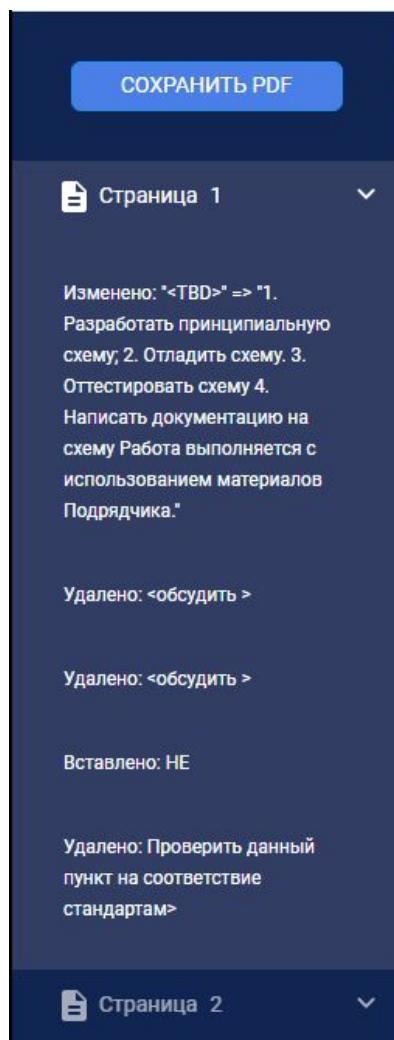 СОХРАНИТЬ PDF
Страница 1
Изменено: "<TBD>" => "1.
Разработать принципиальную
схему; 2. Отладить схему. 3.
Оттестировать схему 4.
Написать документацию на
схему Работа выполняется с
использованием материалов
Подрядчика."
Удалено: <обсудить >
Удалено: <обсудить >
Вставлено: НЕ
Удалено: Проверить данный
пункт на соответствие
стандартам>
Страница 2